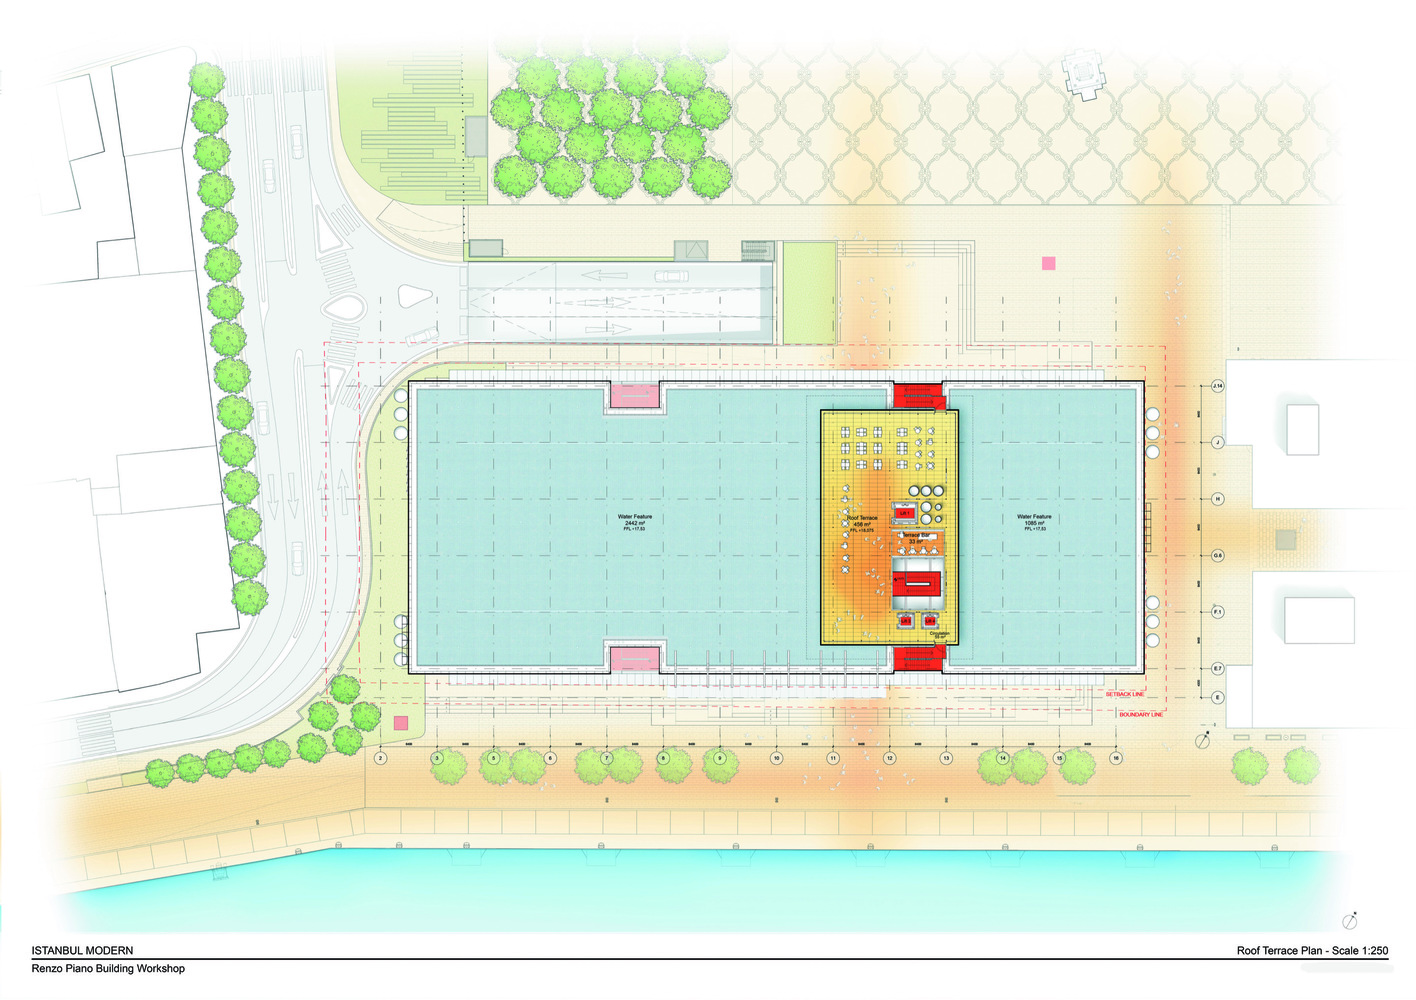 J.14
J
H
Water Feature
2442 m²
FFL +17,53
Roof Terrace
456 m²
FFL +18,075
Lift 1
Terrace Bar
33 m²
Water Feature
1085 m²
FFL +17,53
G.6
F.1
Circulation
E.7
SETBACK LINE
E
BOUNDARY LINE
2 3 5 6 7 8 9 10 11 12 13 14 15 16
ISTANBUL MODERN
Roof Terrace Plan - Scale 1:250
Renzo Piano Building Workshop